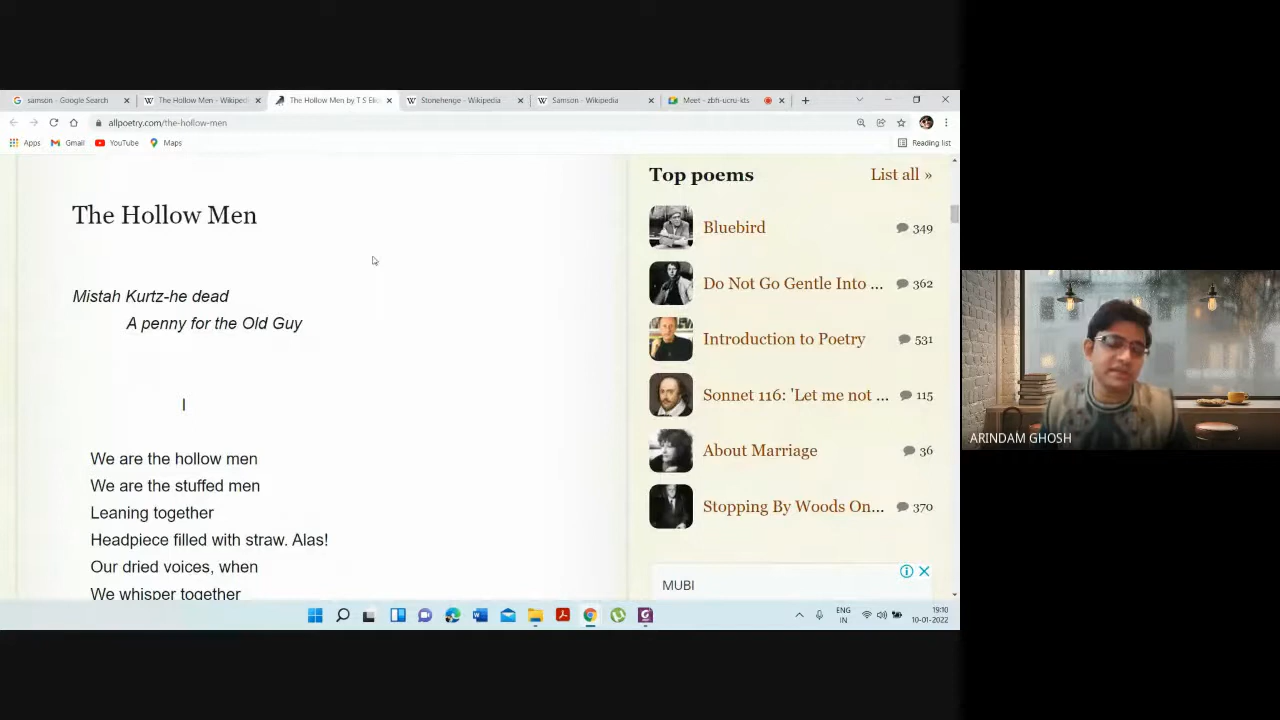 samson - Google Search
The Hollow Men - Wikipedi
The Hollow Men by T S Elio
Stonehenge - Wikipedia
Samson - Wikipedia
Meet - zbfi-ucru-kts
allpoetry.com/the-hollow-men
Apps
Gmail
YouTube
Maps
Reading list
The Hollow Men
Mistah Kurtz-he dead
A penny for the Old Guy
I
We are the hollow men
We are the stuffed men
Leaning together
Headpiece filled with straw. Alas!
Our dried voices, when
We whisper together
Top poems
List all »
Bluebird 349
Do Not Go Gentle Into ... 362
Introduction to Poetry 531
Sonnet 116: 'Let me not ... 115
About Marriage 36
Stopping By Woods On... 370
MUBI
ARINDAM GHOSH
ENG
IN
19:10
10-01-2022